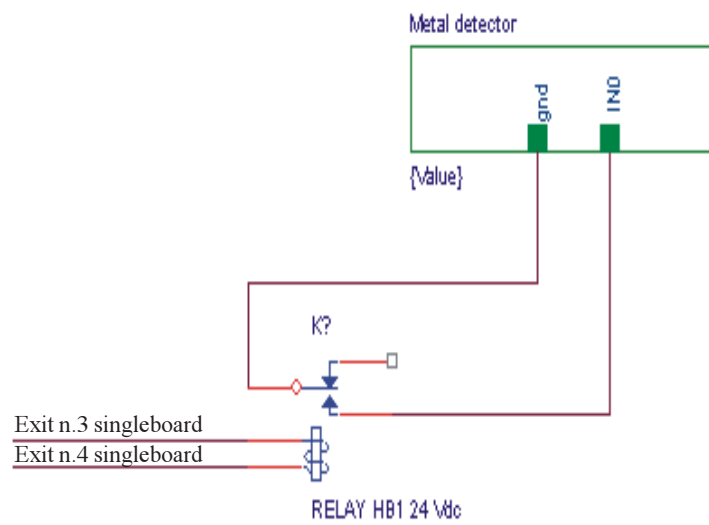 Metal detector
gnd
IN0
{Value}
K?
Exit n.3 singleboard
Exit n.4 singleboard
RELAY HB1 24 Vdc